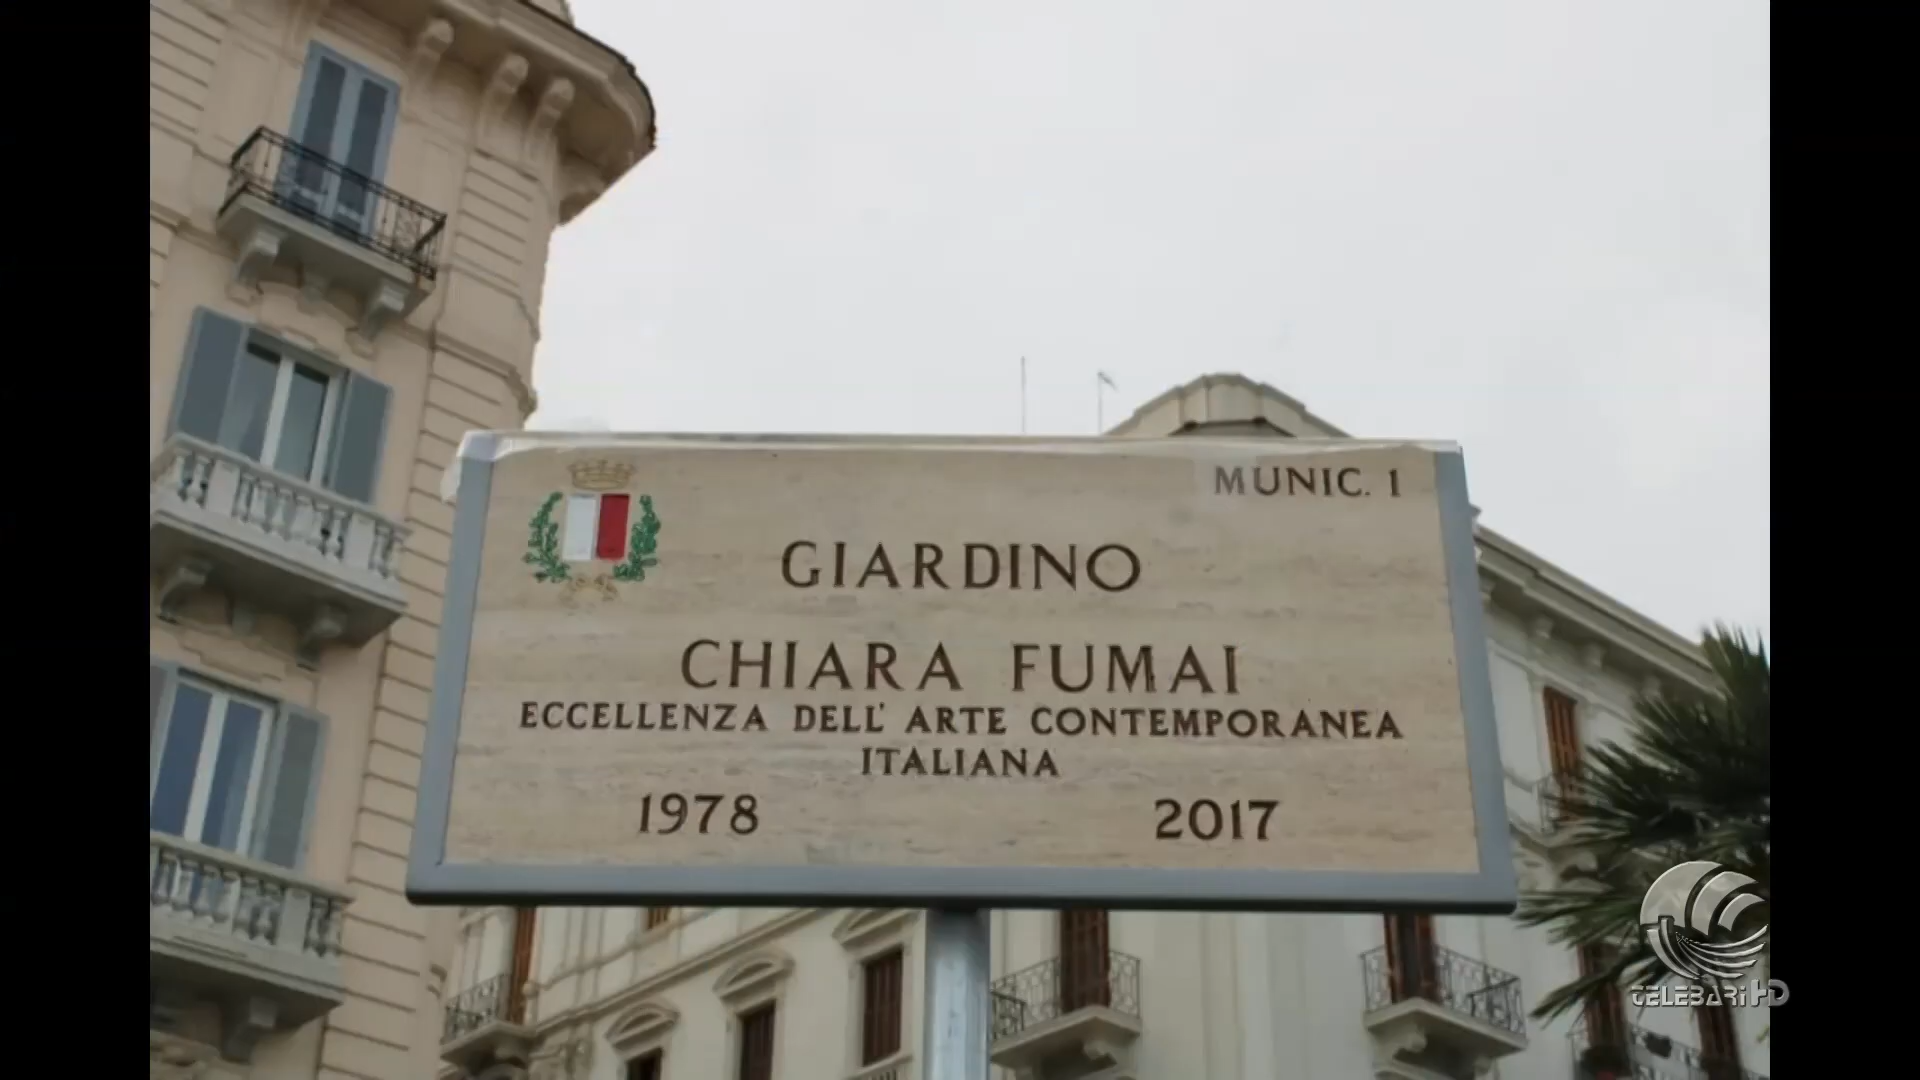 MUNIC. 1
GIARDINO
CHIARA FUMAI
ECCELLENZA DELL' ARTE CONTEMPORANEA
ITALIANA
1978 2017
TELEBARI HD